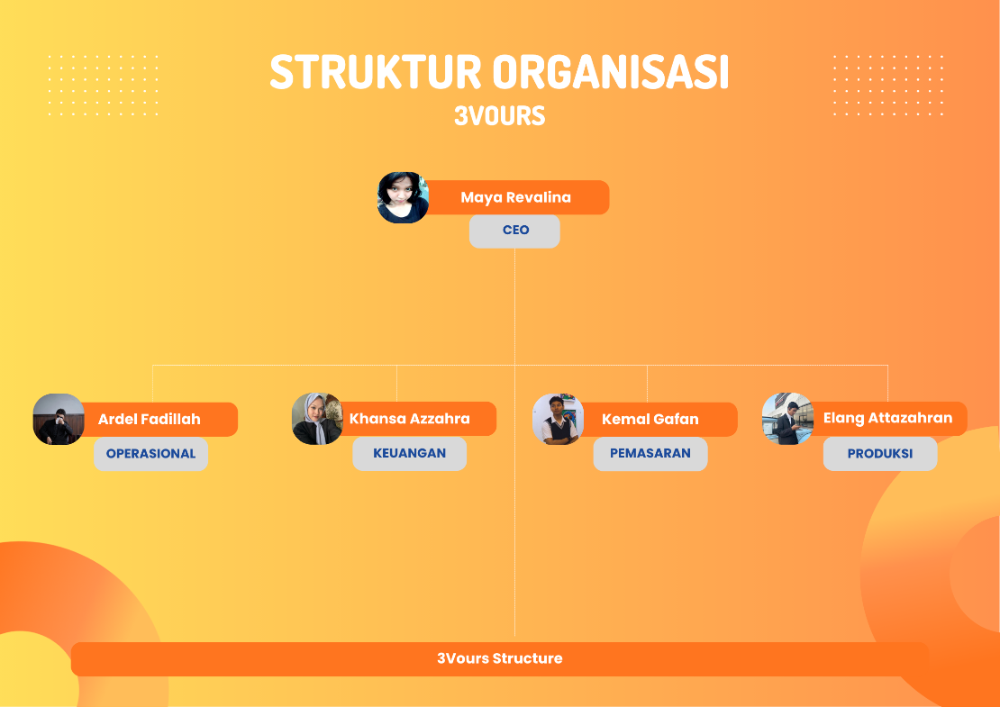 STRUKTUR ORGANISASI
3VOURS
Maya Revalina
CEO
Ardel Fadillah
OPERASIONAL
Khansa Azzahra
KEUANGAN
Kemal Gafan
PEMASARAN
Elang Attazahran
PRODUKSI
3Vours Structure